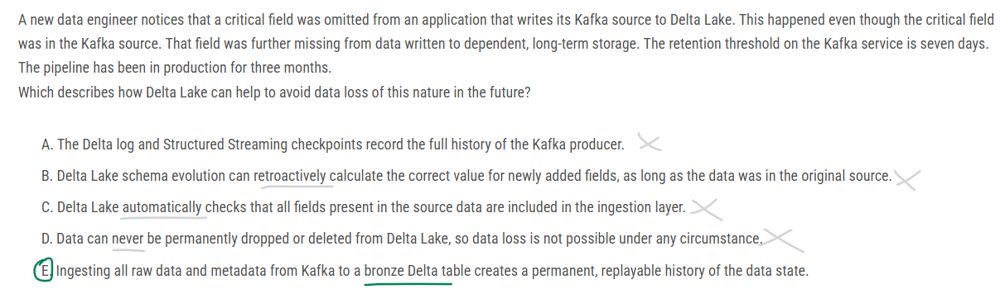 A new data engineer notices that a critical field was omitted from an application that writes its Kafka source to Delta Lake. This happened even though the critical field
was in the Kafka source. That field was further missing from data written to dependent, long-term storage. The retention threshold on the Kafka service is seven days.
The pipeline has been in production for three months.
Which describes how Delta Lake can help to avoid data loss of this nature in the future?
A. The Delta log and Structured Streaming checkpoints record the full history of the Kafka producer.
B. Delta Lake schema evolution can retroactively calculate the correct value for newly added fields, as long as the data was in the original source.
C. Delta Lake automatically checks that all fields present in the source data are included in the ingestion layer.
D. Data can never be permanently dropped or deleted from Delta Lake, so data loss is not possible under any circumstance.
E. Ingesting all raw data and metadata from Kafka to a bronze Delta table creates a permanent, replayable history of the data state.